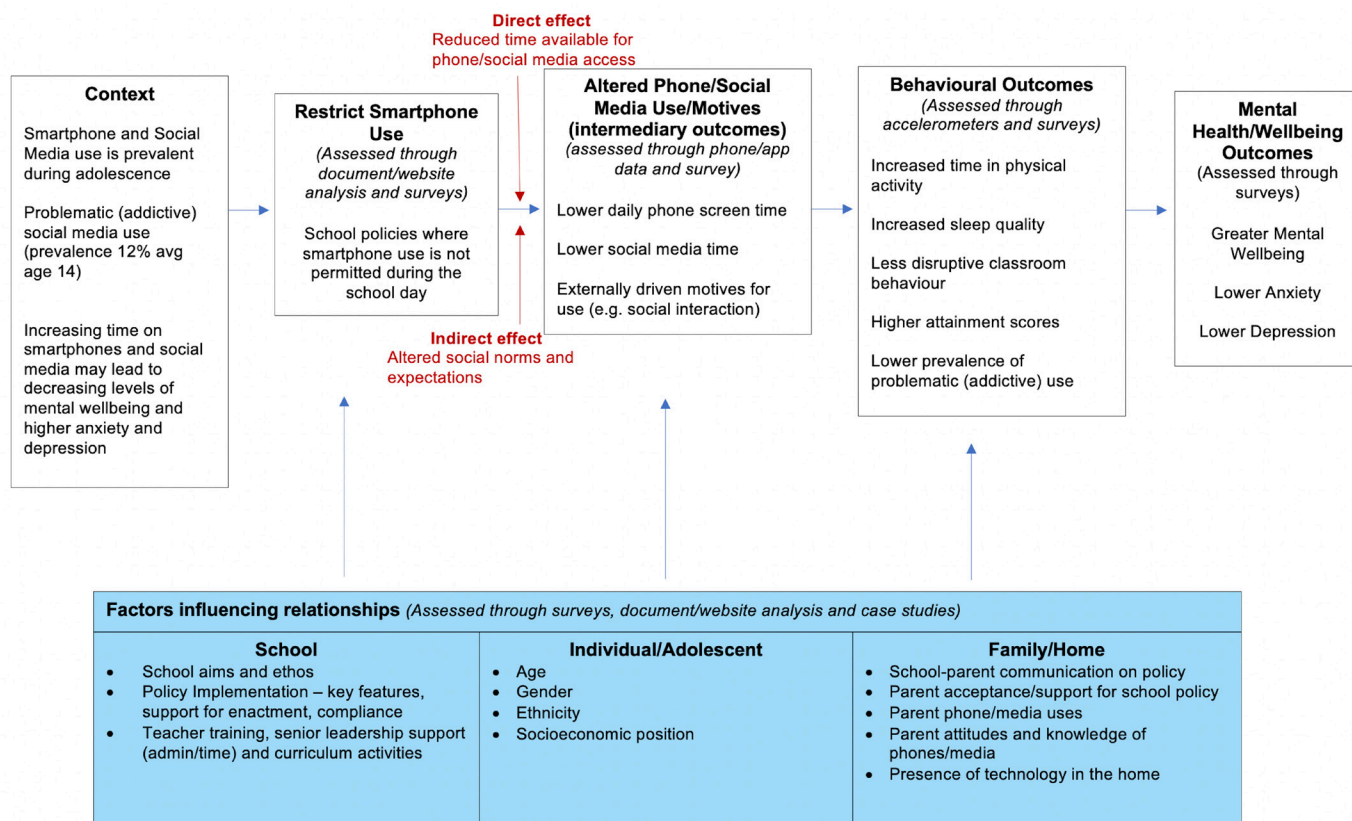 Direct effect
Reduced time available for
phone/social media access
Context
Smartphone and Social
Media use is prevalent
during adolescence
Problematic (addictive)
social media use
(prevalence 12% avg
age 14)
Increasing time on
smartphones and social
media may lead to
decreasing levels of
mental wellbeing and
higher anxiety and
depression
Restrict Smartphone
Use
(Assessed through
document/website
analysis and surveys)
School policies where
smartphone use is not
permitted during the
school day
Indirect effect
Altered social norms and
expectations
Altered Phone/Social
Media Use/Motives
(intermediary outcomes)
(assessed through phone/app
data and survey)
Lower daily phone screen time
Lower social media time
Externally driven motives for
use (e.g. social interaction)
Behavioural Outcomes
(Assessed through
accelerometers and surveys)
Increased time in physical
activity
Increased sleep quality
Less disruptive classroom
behaviour
Higher attainment scores
Lower prevalence of
problematic (addictive) use
Mental
Health/Wellbeing
Outcomes
(Assessed through
surveys)
Greater Mental
Wellbeing
Lower Anxiety
Lower Depression
Factors influencing relationships (Assessed through surveys, document/website analysis and case studies)
School
• School aims and ethos
• Policy Implementation – key features,
support for enactment, compliance
• Teacher training, senior leadership support
(admin/time) and curriculum activities
Individual/Adolescent
• Age
• Gender
• Ethnicity
• Socioeconomic position
Family/Home
• School-parent communication on policy
• Parent acceptance/support for school policy
• Parent phone/media uses
• Parent attitudes and knowledge of
phones/media
• Presence of technology in the home